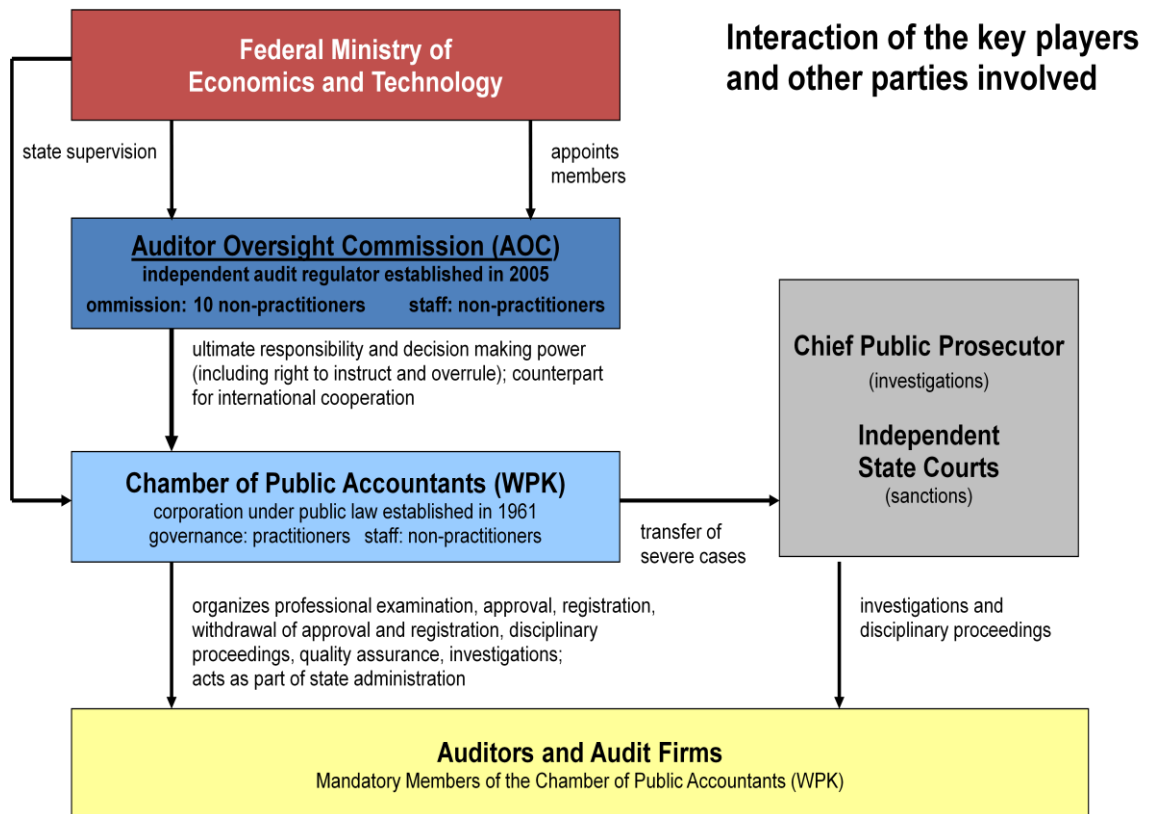 Federal Ministry of
Economics and Technology
Interaction of the key players
and other parties involved
state supervision
appoints
members
Auditor Oversight Commission (AOC)
independent audit regulator established in 2005
ommission: 10 non-practitioners staff: non-practitioners
ultimate responsibility and decision making power
(including right to instruct and overrule); counterpart
for international cooperation
Chief Public Prosecutor
(investigations)
Independent
State Courts
(sanctions)
Chamber of Public Accountants (WPK)
corporation under public law established in 1961
governance: practitioners staff: non-practitioners
transfer of
severe cases
organizes professional examination, approval, registration,
withdrawal of approval and registration, disciplinary
proceedings, quality assurance, investigations;
acts as part of state administration
investigations and
disciplinary proceedings
Auditors and Audit Firms
Mandatory Members of the Chamber of Public Accountants (WPK)